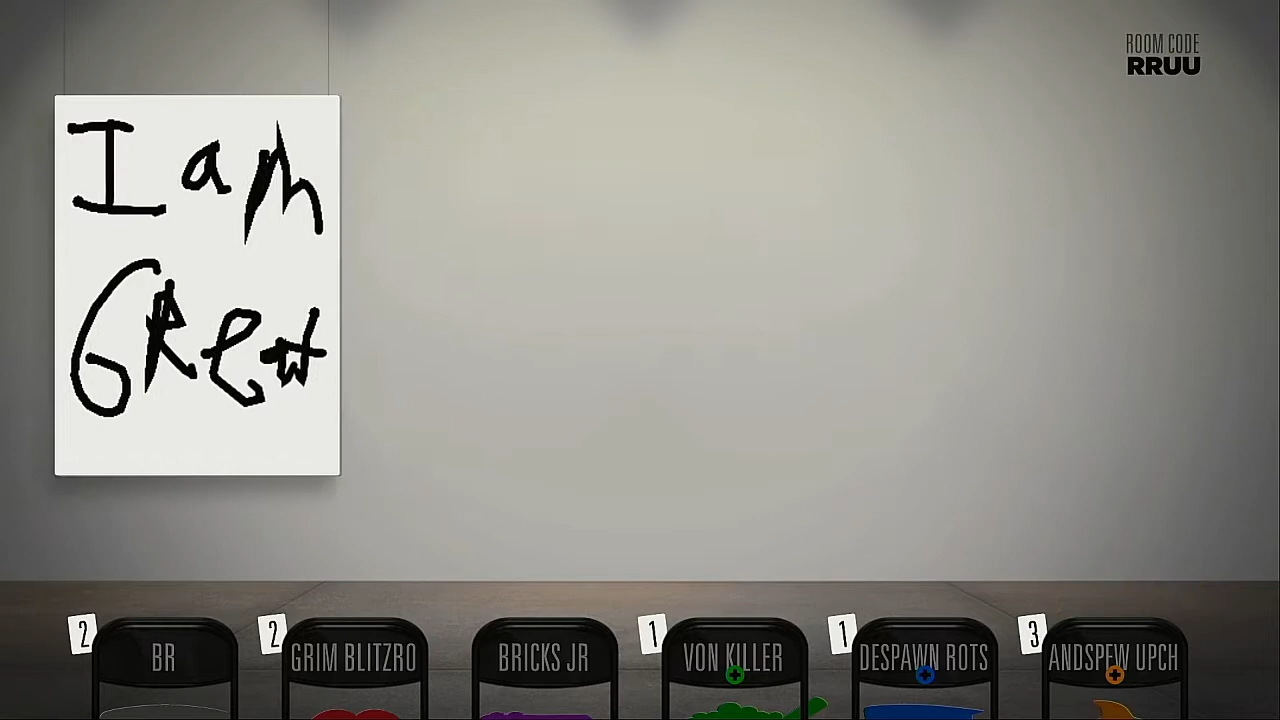 ROOM CODE
RRUU
I am
GReat
2 BR
2 GRIM BLITZRO
BRICKS JR
1 VON KILLER
1 DESPAWN ROTS
3 ANDSPEW UPCH